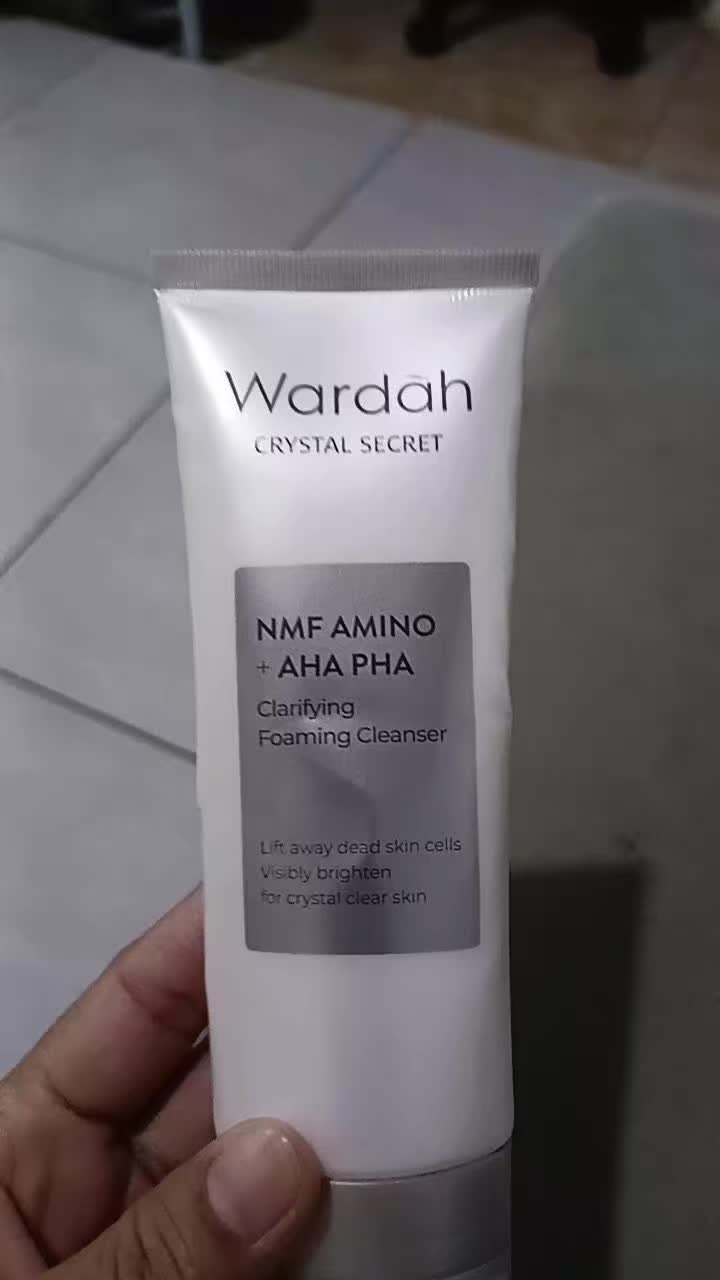 Wardah
CRYSTAL SECRET
NMF AMINO
+ AHA PHA
Clarifying
Foaming Cleanser
Lift away dead skin cells
Visibly brighten
for crystal clear skin